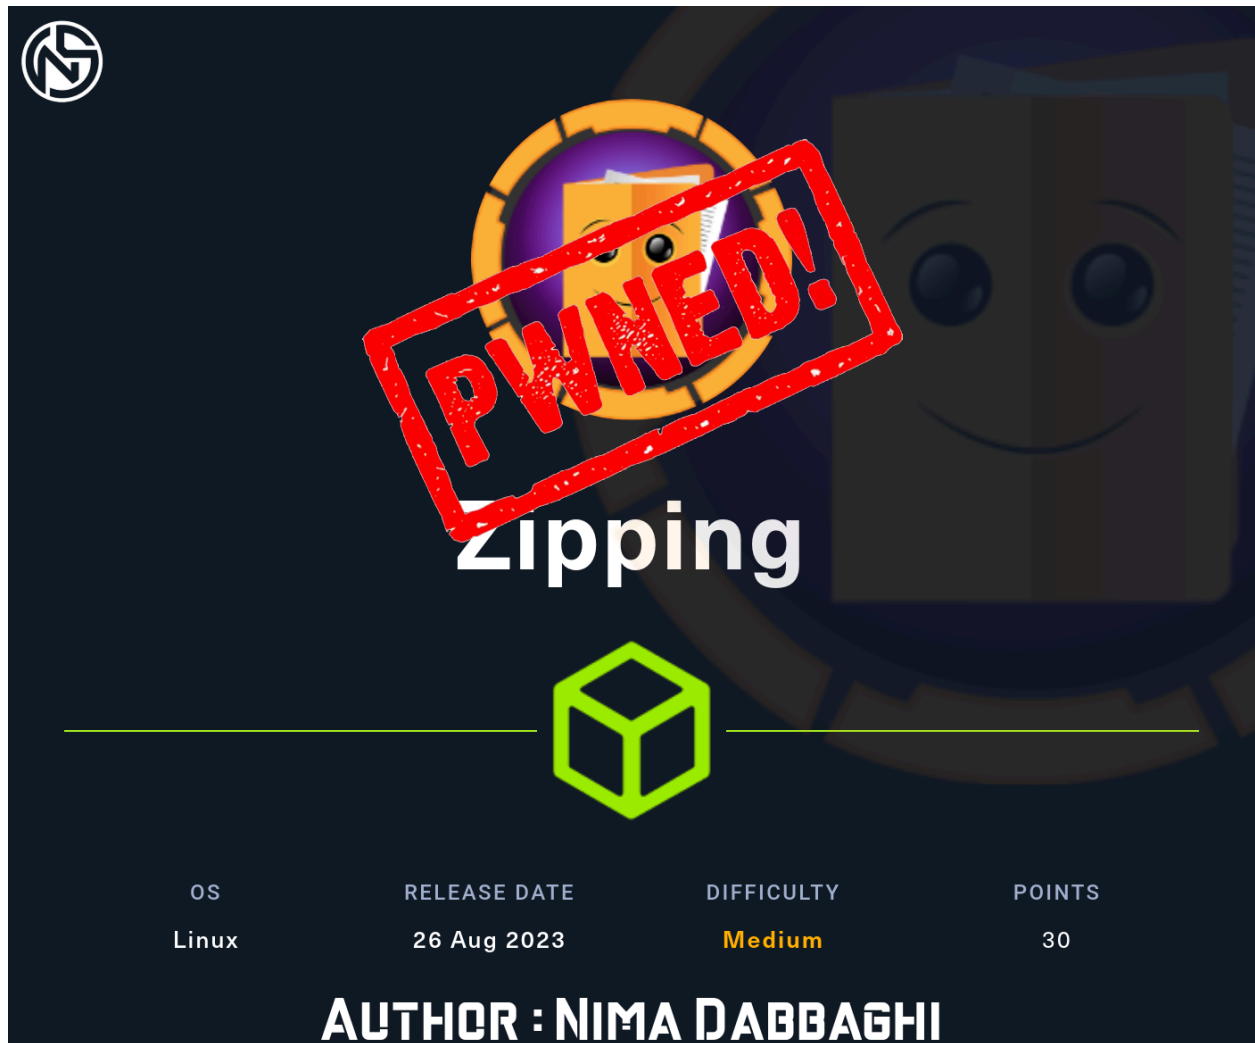 PWNED!
Zipping
OS RELEASE DATE DIFFICULTY POINTS
Linux 26 Aug 2023 Medium 30
AUTHOR : NIMA DABBAGHI